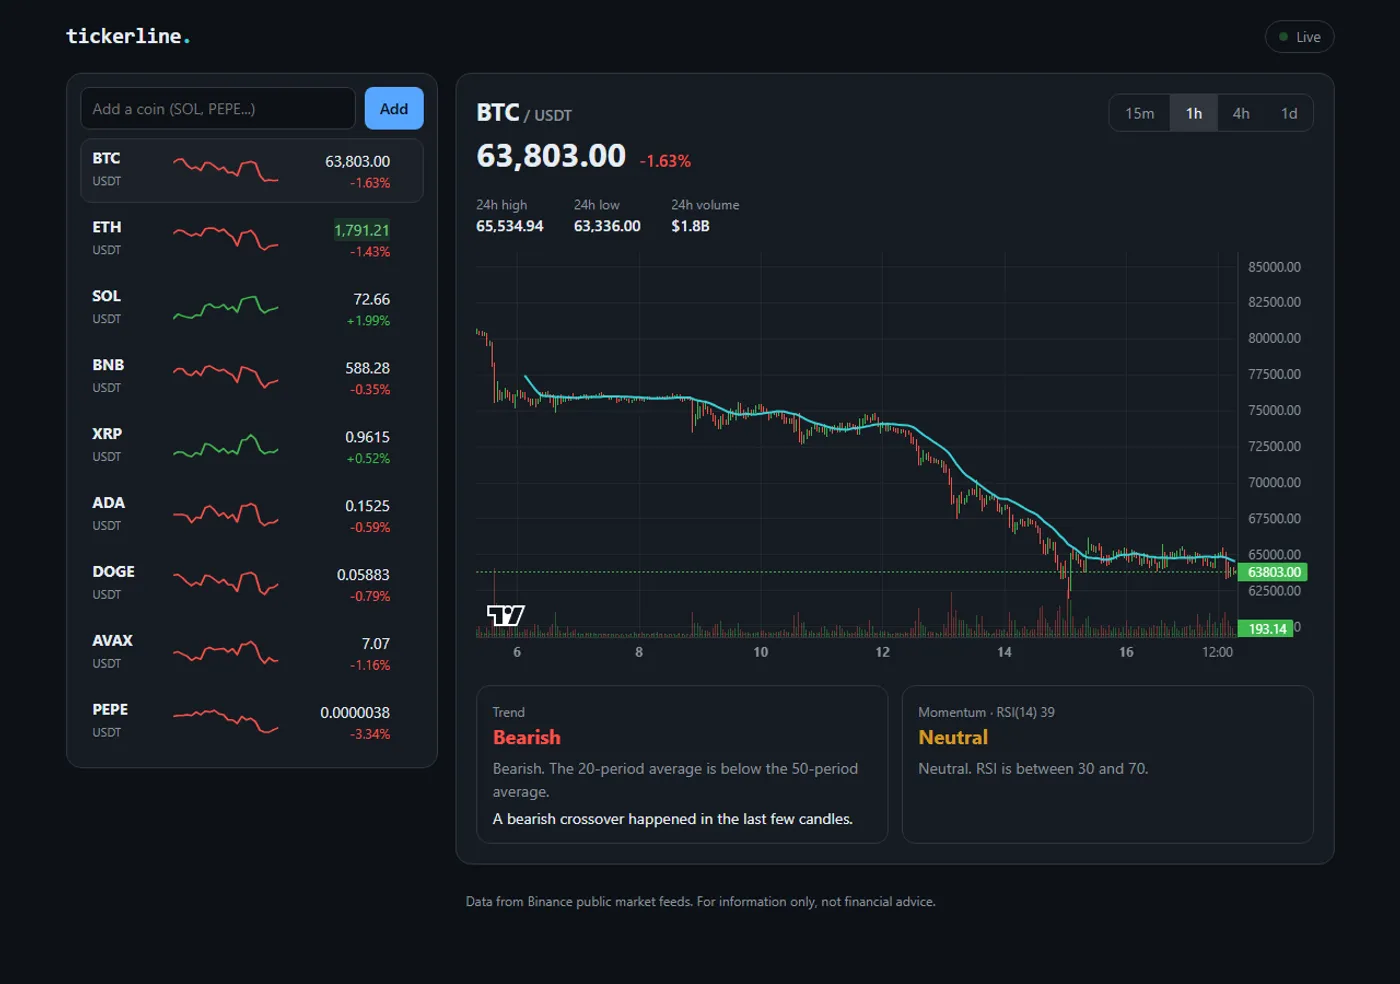 tickerline.
Live
Add a coin (SOL, PEPE...)
Add
BTC
USDT
63,803.00
-1.63%
ETH
USDT
1,791.21
-1.43%
SOL
USDT
72.66
+1.99%
BNB
USDT
588.28
-0.35%
XRP
USDT
0.9615
+0.52%
ADA
USDT
0.1525
-0.59%
DOGE
USDT
0.05883
-0.79%
AVAX
USDT
7.07
-1.16%
PEPE
USDT
0.0000038
-3.34%
BTC / USDT
15m 1h 4h 1d
63,803.00 -1.63%
24h high 24h low 24h volume
65,534.94 63,336.00 $1.8B
85000.00
82500.00
80000.00
77500.00
75000.00
72500.00
70000.00
67500.00
65000.00
63803.00
62500.00
193.14
6 8 10 12 14 16 12:00
Trend
Bearish
Bearish. The 20-period average is below the 50-period
average.
A bearish crossover happened in the last few candles.
Momentum · RSI(14) 39
Neutral
Neutral. RSI is between 30 and 70.
Data from Binance public market feeds. For information only, not financial advice.